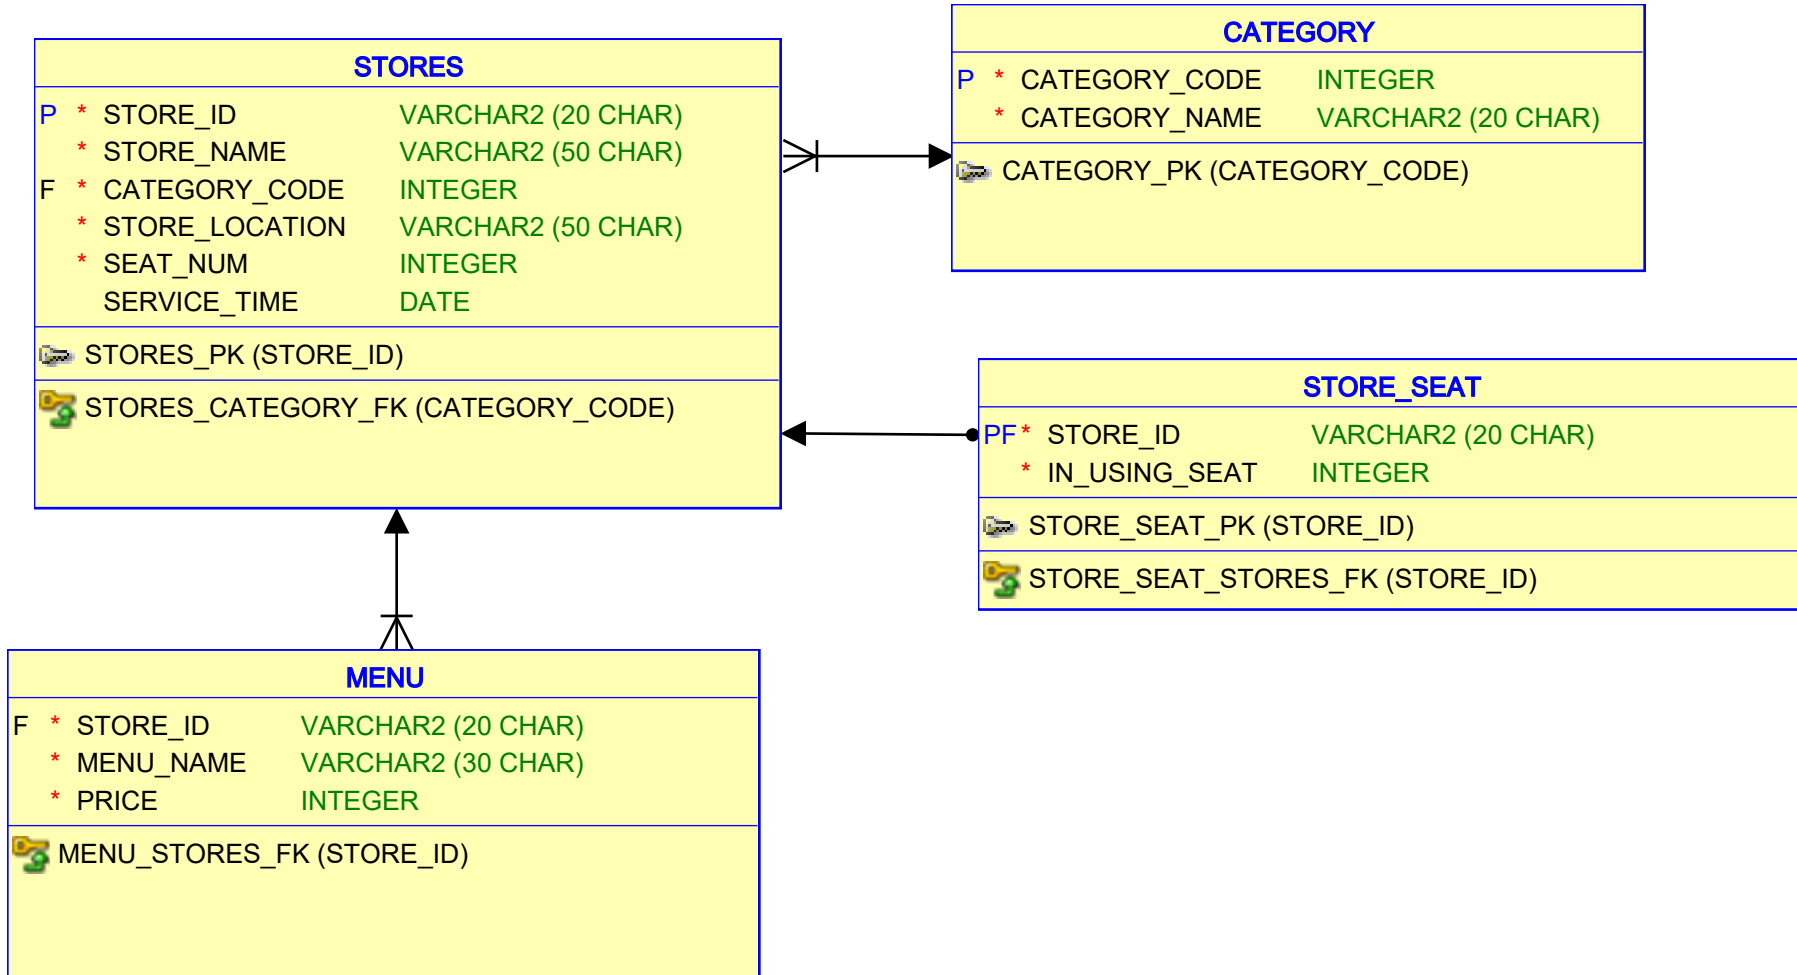 STORES
P * STORE_ID VARCHAR2 (20 CHAR)
* STORE_NAME VARCHAR2 (50 CHAR)
F * CATEGORY_CODE INTEGER
* STORE_LOCATION VARCHAR2 (50 CHAR)
* SEAT_NUM INTEGER
SERVICE_TIME DATE
STORES_PK (STORE_ID)
STORES_CATEGORY_FK (CATEGORY_CODE)
CATEGORY
P * CATEGORY_CODE INTEGER
* CATEGORY_NAME VARCHAR2 (20 CHAR)
CATEGORY_PK (CATEGORY_CODE)
STORE_SEAT
PF * STORE_ID VARCHAR2 (20 CHAR)
* IN_USING_SEAT INTEGER
STORE_SEAT_PK (STORE_ID)
STORE_SEAT_STORES_FK (STORE_ID)
MENU
F * STORE_ID VARCHAR2 (20 CHAR)
* MENU_NAME VARCHAR2 (30 CHAR)
* PRICE INTEGER
MENU_STORES_FK (STORE_ID)